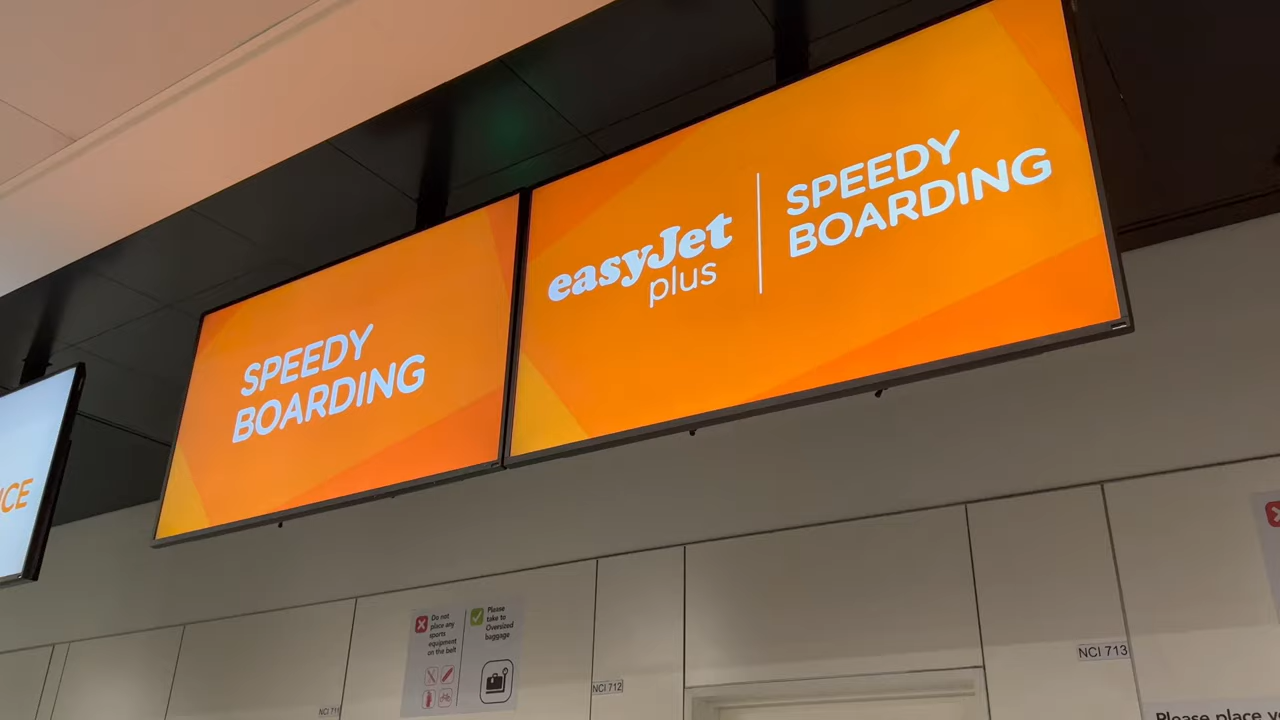 SPEEDY
BOARDING
easyJet
plus
SPEEDY
BOARDING
Do not
place any
sports
equipment
on the belt
Please
take to
Oversized
baggage
NCI 712
NCI 713
Please place